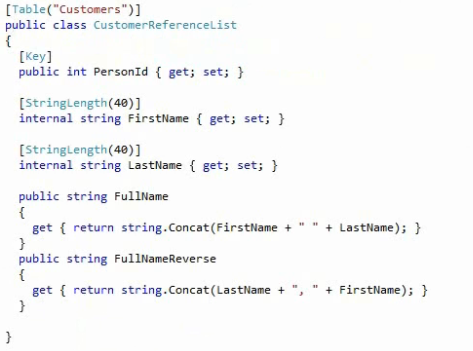 [Table("Customers")]
public class CustomerReferenceList
{
[Key]
public int PersonId { get; set; }
[StringLength(40)]
internal string FirstName { get; set; }
[StringLength(40)]
internal string LastName { get; set; }
public string FullName
{
get { return string.Concat(FirstName + " " + LastName); }
}
public string FullNameReverse
{
get { return string.Concat(LastName + ", " + FirstName); }
}
}